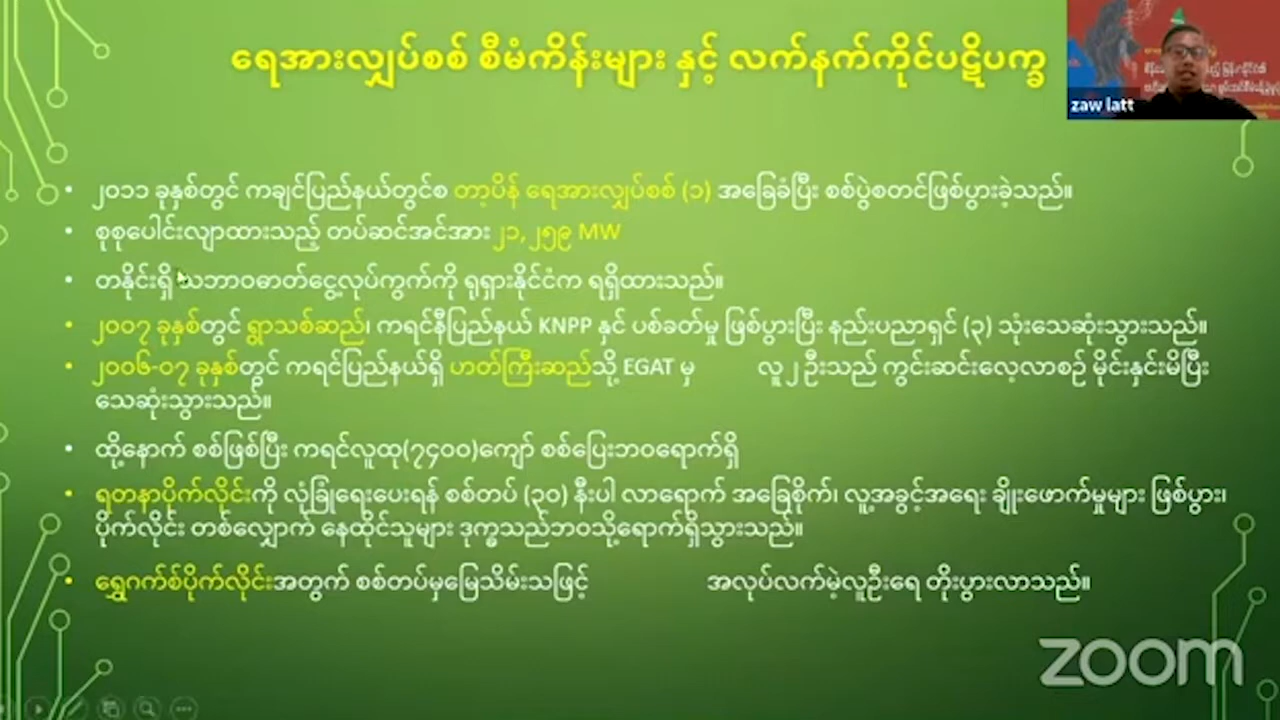 ရေအားလျှပ်စစ် စီမံကိန်းများ နှင့် လက်နက်ကိုင်ပဋိပက္ခ
zaw latt
• ၂၀၁၁ ခုနှစ်တွင် ကချင်ပြည်နယ်တွင်စ တာ့ပိန် ရေအားလျှပ်စစ် (၁) အခြေခံပြီး စစ်ပွဲစတင်ဖြစ်ပွားခဲ့သည်။
• စုစုပေါင်းလျာထားသည့် တပ်ဆင်အင်အား၂၁,၂၅၉ MW
• တနိုင်းရှိ သဘာဝဓာတ်ငွေ့လုပ်ကွက်ကို ရုရှားနိုင်ငံက ရရှိထားသည်။
• ၂၀၀၇ ခုနှစ်တွင် ရွာသစ်ဆည်၊ ကရင်နီပြည်နယ် KNPP နှင့် ပစ်ခတ်မှု ဖြစ်ပွားပြီး နည်းပညာရှင် (၃) သုံးသေဆုံးသွားသည်။
• ၂၀၀၆-၀၇ ခုနှစ်တွင် ကရင်ပြည်နယ်ရှိ ဟတ်ကြီးဆည်သို့ EGAT မှ လူ၂ ဦးသည် ကွင်းဆင်းလေ့လာစဉ် မိုင်းနှင်းမိပြီး
သေဆုံးသွားသည်။
• ထို့နောက် စစ်ဖြစ်ပြီး ကရင်လူထု(၇၄၀၀)ကျော် စစ်ပြေးဘဝရောက်ရှိ
• ရတနာပိုက်လိုင်းကို လုံခြုံရေးပေးရန် စစ်တပ် (၃၀) နီးပါ လာရောက် အခြေစိုက်၊ လူ့အခွင့်အရေး ချိုးဖောက်မှုများ ဖြစ်ပွား၊
ပိုက်လိုင်း တစ်လျှောက် နေထိုင်သူများ ဒုက္ခသည်ဘဝသို့ရောက်ရှိသွားသည်။
• ရွှေဂက်စ်ပိုက်လိုင်းအတွက် စစ်တပ်မှမြေသိမ်းသဖြင့် အလုပ်လက်မဲ့လူဦးရေ တိုးပွားလာသည်။
zoom